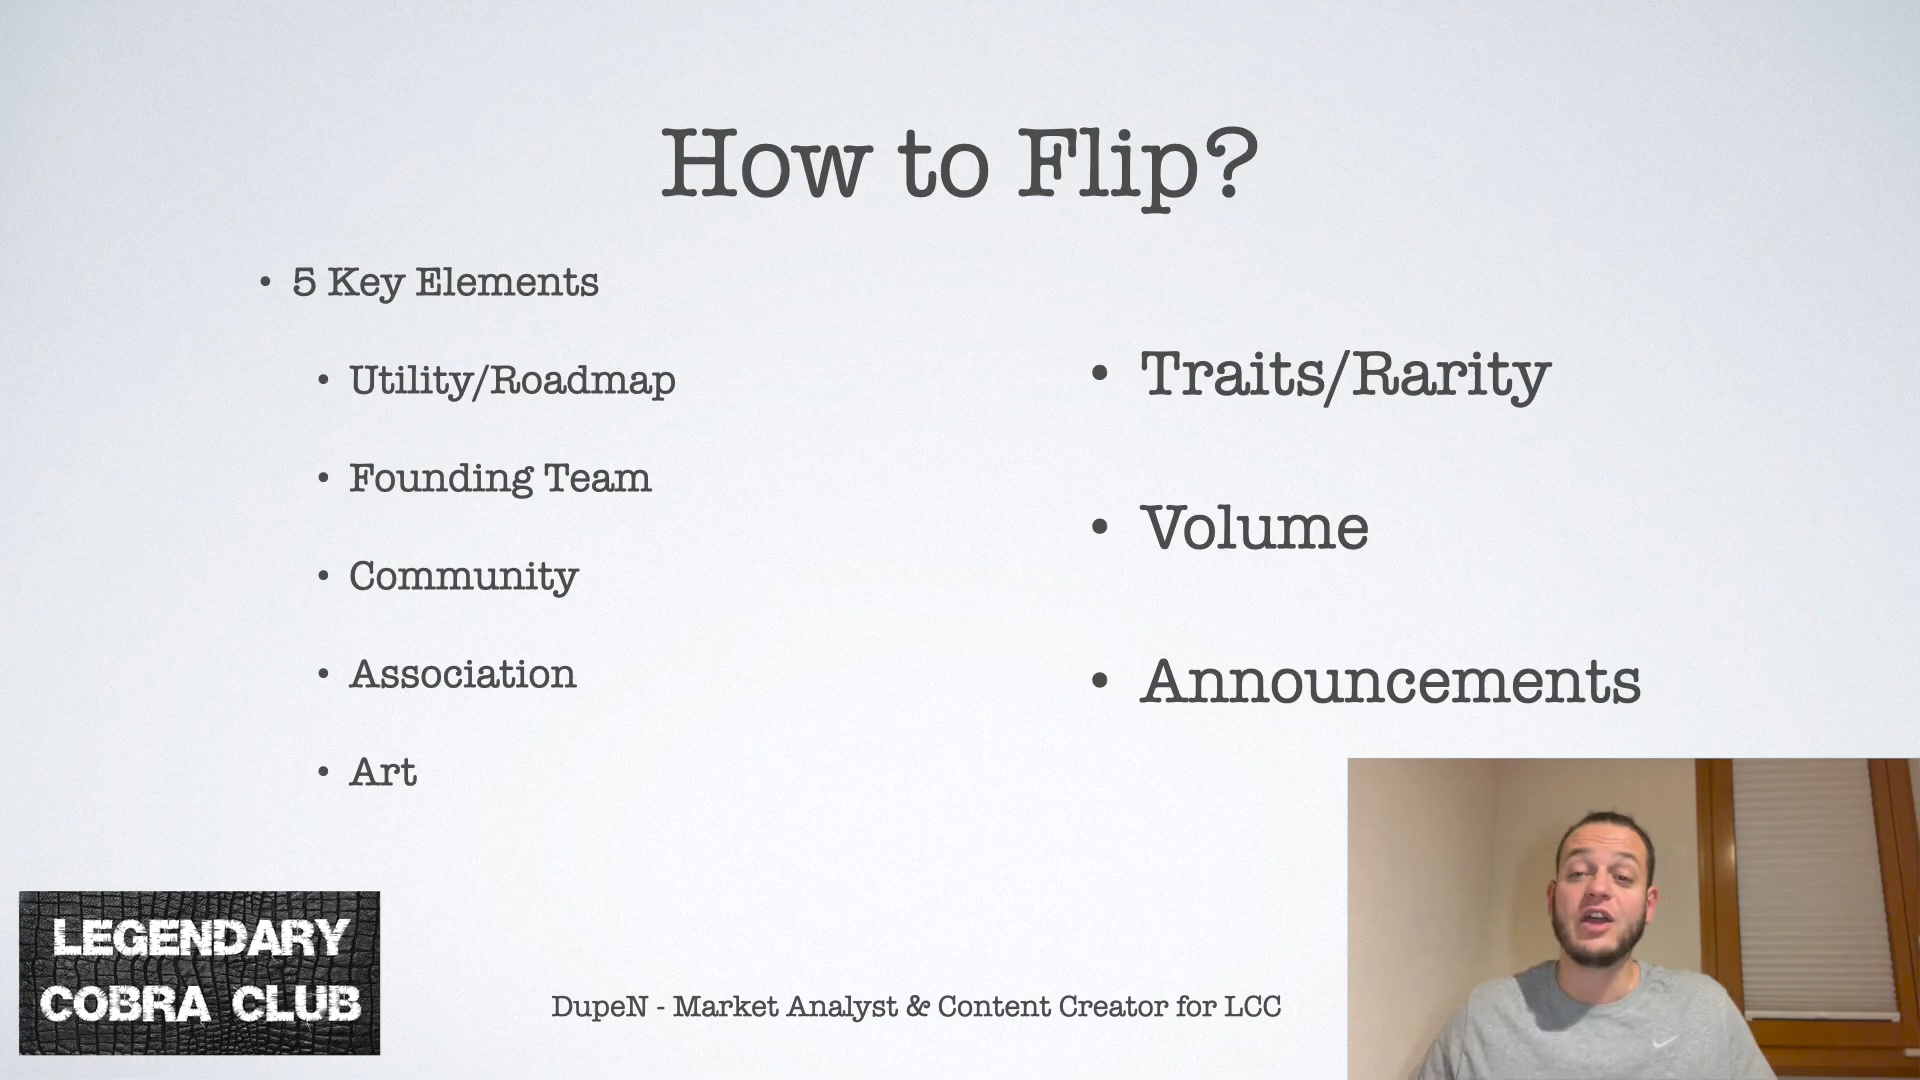 How to Flip?
• 5 Key Elements
• Utility/Roadmap
• Founding Team
• Community
• Association
• Art
• Traits/Rarity
• Volume
• Announcements
LEGENDARY
COBRA CLUB
DupeN - Market Analyst & Content Creator for LCC